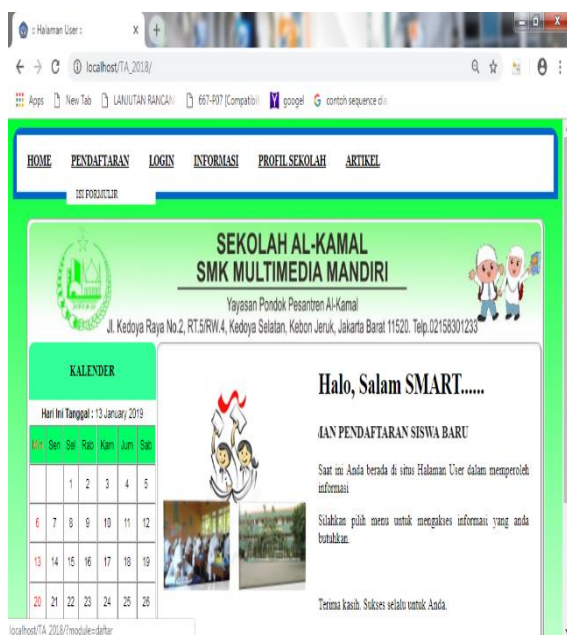 : Halaman User :
localhost/TA_2018/
Apps New Tab LANJUTAN RANCAN 667-P07 [Compatibil googel contoh sequence dia
HOME PENDAFTARAN LOGIN INFORMASI PROFIL SEKOLAH ARTIKEL
ISI FORMULIR
SEKOLAH AL-KAMAL
SMK MULTIMEDIA MANDIRI
Yayasan Pondok Pesantren Al-Kamal
Jl. Kedoya Raya No.2, RT.5/RW.4, Kedoya Selatan, Kebon Jeruk, Jakarta Barat 11520. Telp.02158301233
KALENDER
Hari Ini Tanggal : 13 January 2019
Min Sen Sel Rab Kam Jum Sab
1 2 3 4 5
6 7 8 9 10 11 12
13 14 15 16 17 18 19
20 21 22 23 24 25 26
Halo, Salam SMART......
MAN PENDAFTARAN SISWA BARU
Saat ini Anda berada di situs Halaman User dalam memperoleh
informasi
Silahkan pilih menu untuk mengakses informasi yang anda
butuhkan.
Terima kasih. Sukses selalu untuk Anda.
localhost/TA_2018/?module=daftar